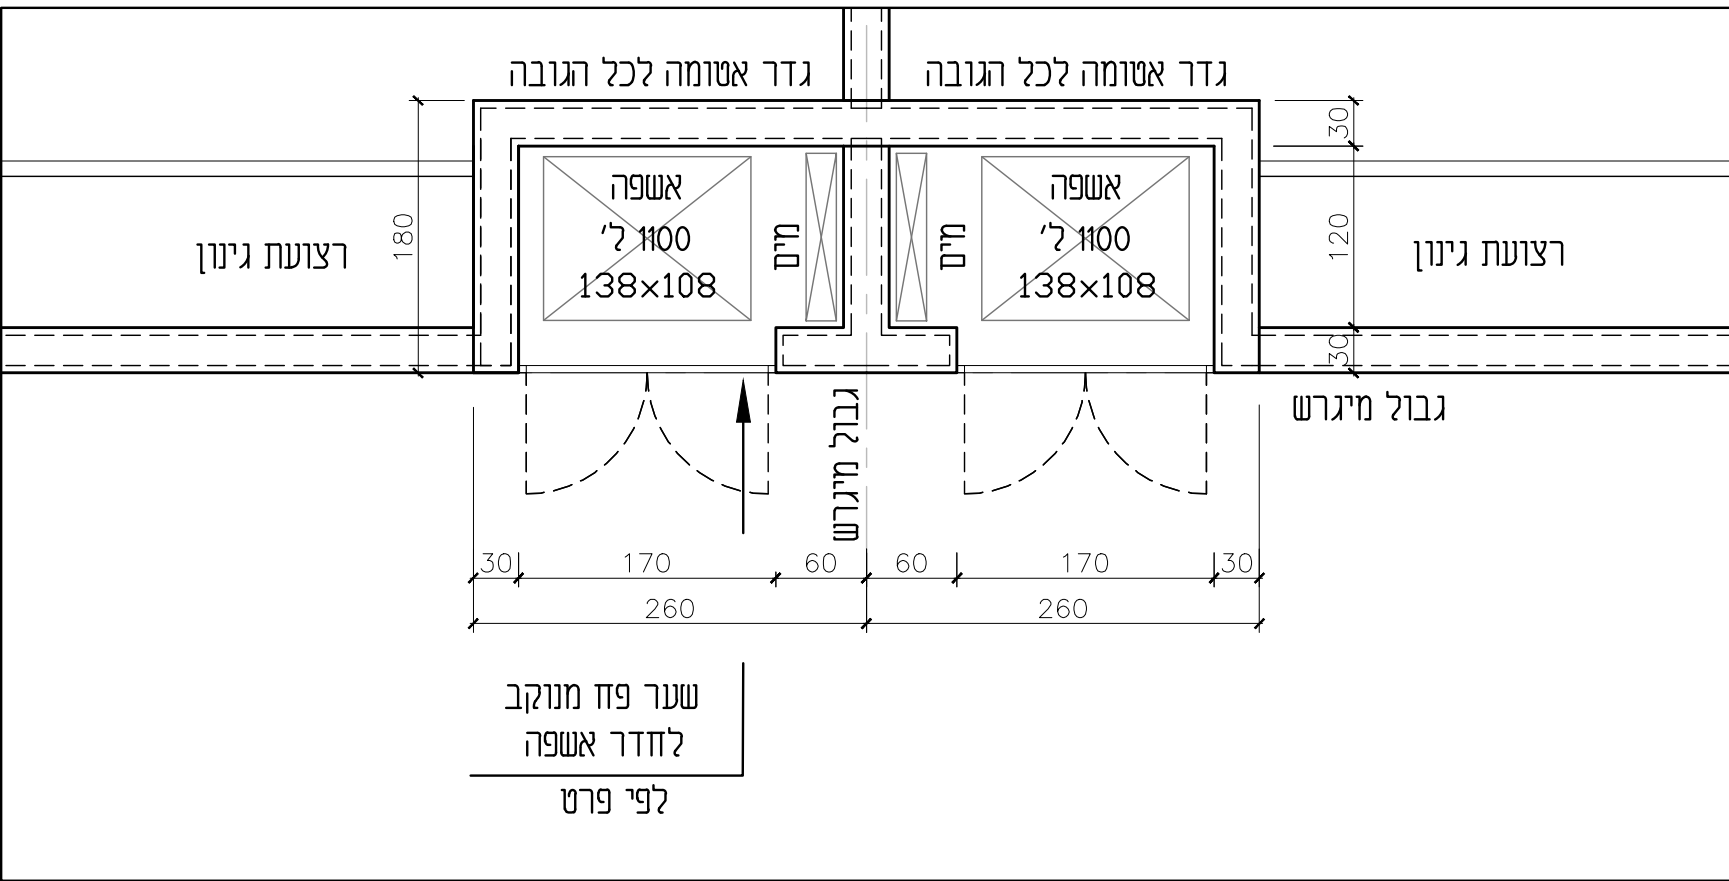 גדר אטומה לכל הגובה
גדר אטומה לכל הגובה
30
אשפה
1100 ל'
138x108
מים
מים
אשפה
1100 ל'
138x108
רצועת גינון
180
120
רצועת גינון
30
גבול מיגרש
גבול מיגרש
30
170
60
60
170
30
260
260
שער פח מנוקב
לחדר אשפה
לפי פרט